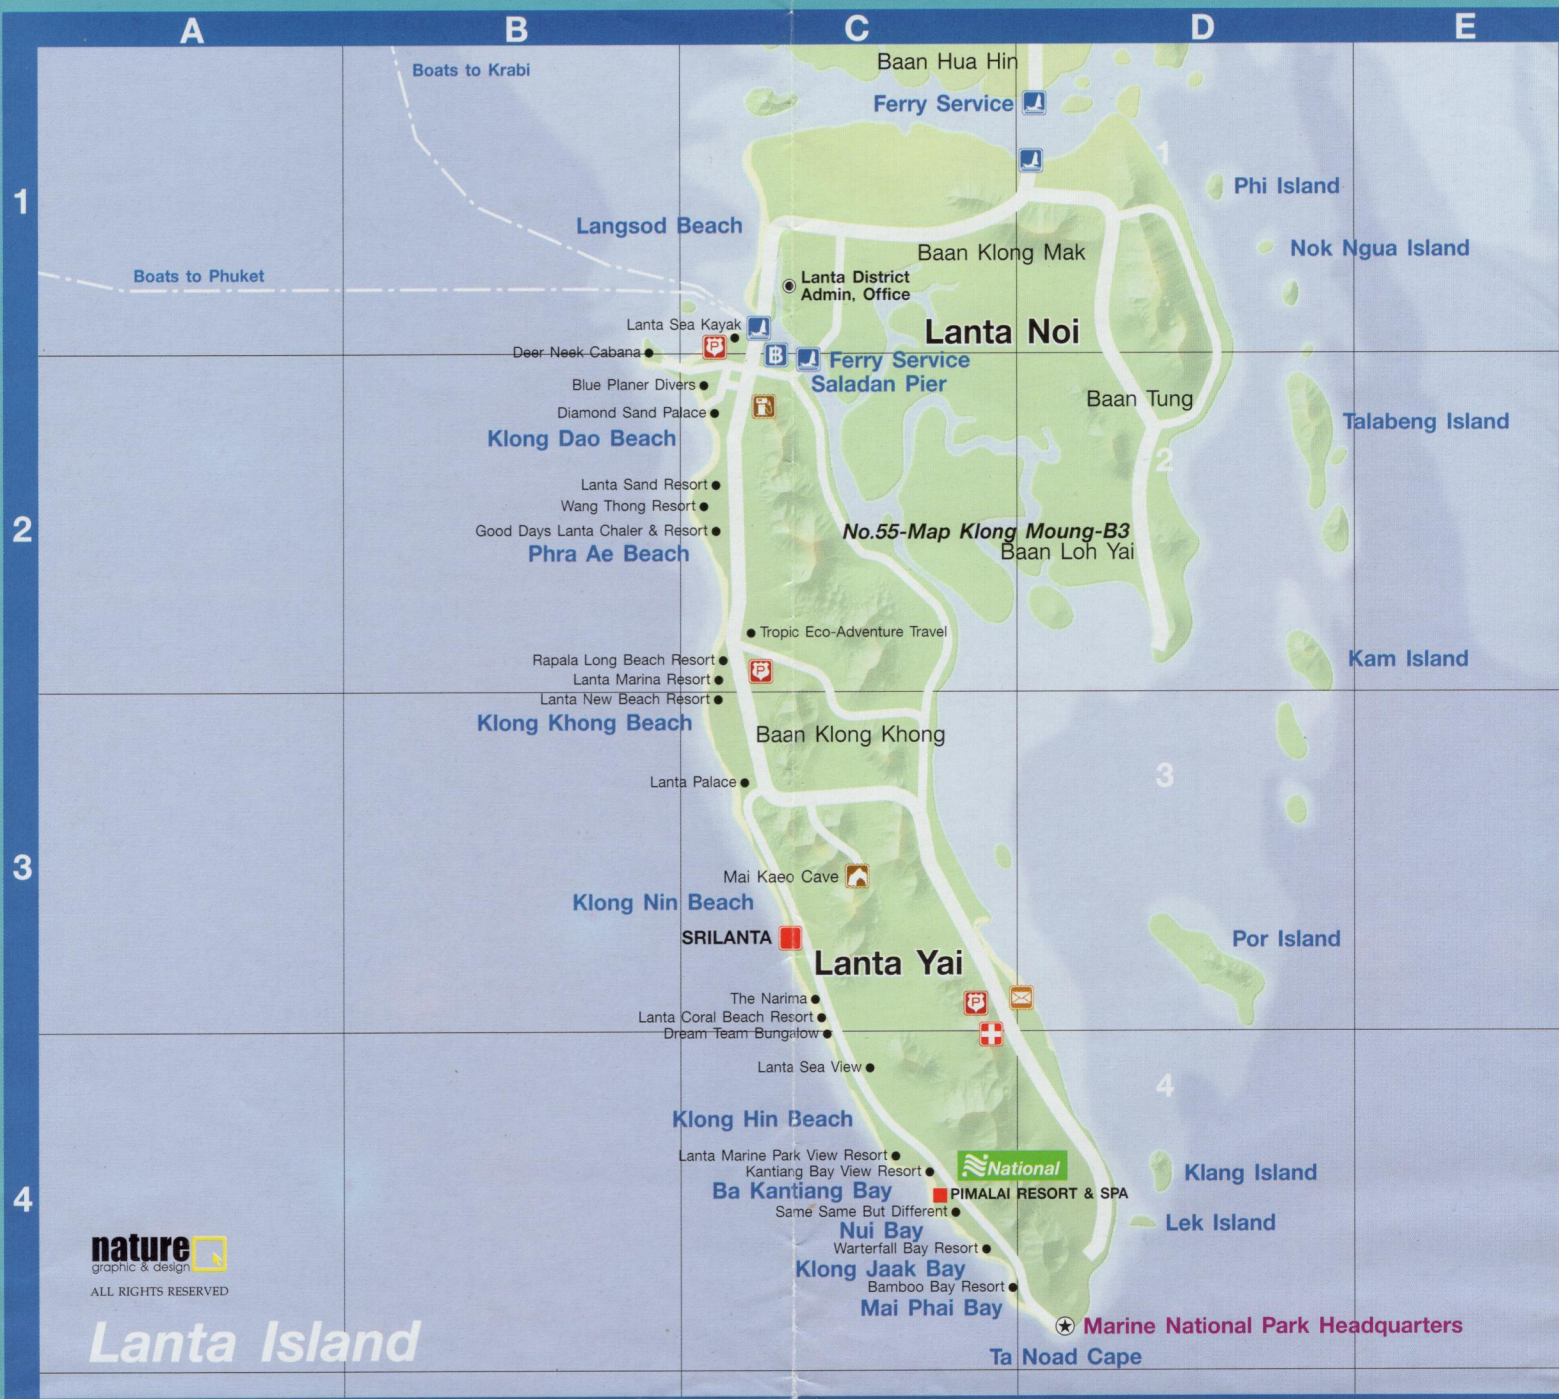 A B C D E
Baan Hua Hin
Boats to Krabi
Ferry Service
1
1
Phi Island
Langsod Beach
Nok Ngua Island
Baan Klong Mak
Boats to Phuket
Lanta District
Admin, Office
Lanta Noi
Lanta Sea Kayak
P
Deer Neek Cabana
B
Ferry Service
Saladan Pier
Blue Planer Divers
Baan Tung
Diamond Sand Palace
Talabeng Island
Klong Dao Beach
2
Lanta Sand Resort
Wang Thong Resort
2
Good Days Lanta Chaler & Resort
No.55-Map Klong Moung-B3
Phra Ae Beach
Baan Loh Yai
Tropic Eco-Adventure Travel
Rapala Long Beach Resort
Kam Island
P
Lanta Marina Resort
Lanta New Beach Resort
Klong Khong Beach
Baan Klong Khong
3
Lanta Palace
3
Mai Kaeo Cave
Klong Nin Beach
SRILANTA
Por Island
Lanta Yai
The Narima
P
Lanta Coral Beach Resort
Dream Team Bungalow
Lanta Sea View
4
Klong Hin Beach
Lanta Marine Park View Resort
National
Kantiang Bay View Resort
Klang Island
Ba Kantiang Bay
PIMALAI RESORT & SPA
4
Same Same But Different
Lek Island
Nui Bay
Warterfall Bay Resort
nature
graphic & design
Klong Jaak Bay
Bamboo Bay Resort
ALL RIGHTS RESERVED
Mai Phai Bay
Marine National Park Headquarters
Lanta Island
Ta Noad Cape